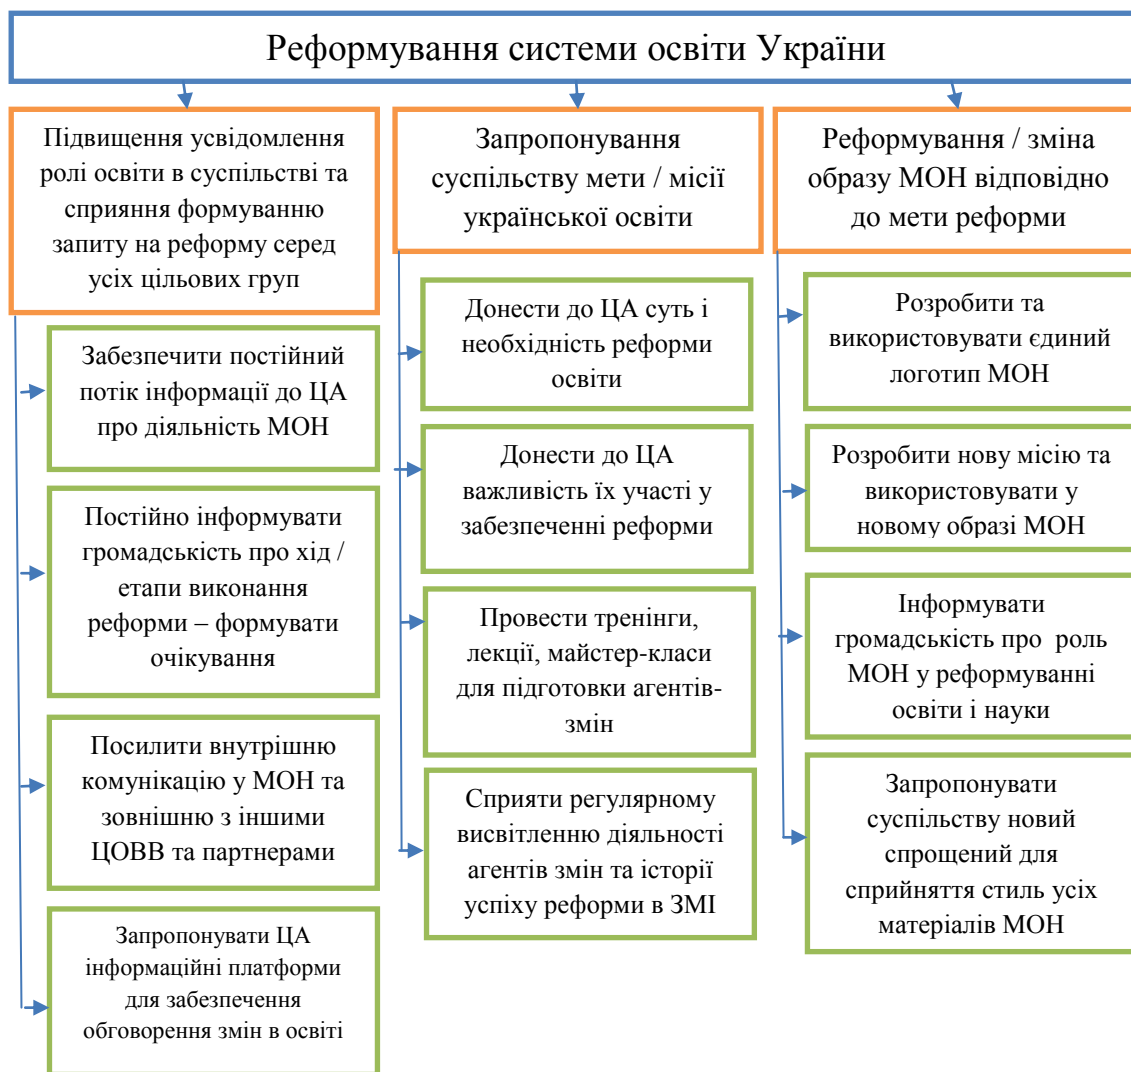 Реформування системи освіти України
Підвищення усвідомлення
ролі освіти в суспільстві та
сприяння формуванню
запиту на реформу серед
усіх цільових груп
Забезпечити постійний
потік інформації до ЦА
про діяльність МОН
Постійно інформувати
громадськість про хід /
етапи виконання
реформи – формувати
очікування
Посилити внутрішню
комунікацію у МОН та
зовнішню з іншими
ЦОВВ та партнерами
Запропонувати ЦА
інформаційні платформи
для забезпечення
обговорення змін в освіті
Запропонування
суспільству мети / місії
української освіти
Донести до ЦА суть і
необхідність реформи
освіти
Донести до ЦА
важливість їх участі у
забезпеченні реформи
Провести тренінги,
лекції, майстер-класи
для підготовки агентів-
змін
Сприяти регулярному
висвітленню діяльності
агентів змін та історії
успіху реформи в ЗМІ
Реформування / зміна
образу МОН відповідно
до мети реформи
Розробити та
використовувати єдиний
логотип МОН
Розробити нову місію та
використовувати у
новому образі МОН
Інформувати
громадськість про роль
МОН у реформуванні
освіти і науки
Запропонувати
суспільству новий
спрощений для
сприйняття стиль усіх
матеріалів МОН